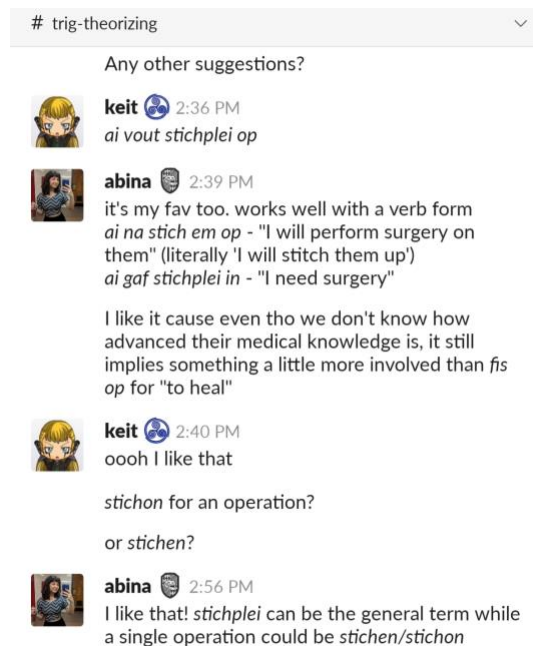 # trig-theorizing
Any other suggestions?
keit 2:36 PM
ai vout stichplei op
abina 2:39 PM
it's my fav too. works well with a verb form
ai na stich em op - "I will perform surgery on
them" (literally 'I will stitch them up')
ai gaf stichplei in - "I need surgery"
I like it cause even tho we don't know how
advanced their medical knowledge is, it still
implies something a little more involved than fis
op for "to heal"
keit 2:40 PM
oooh I like that
stichon for an operation?
or stichen?
abina 2:56 PM
I like that! stichplei can be the general term while
a single operation could be stichen/stichon